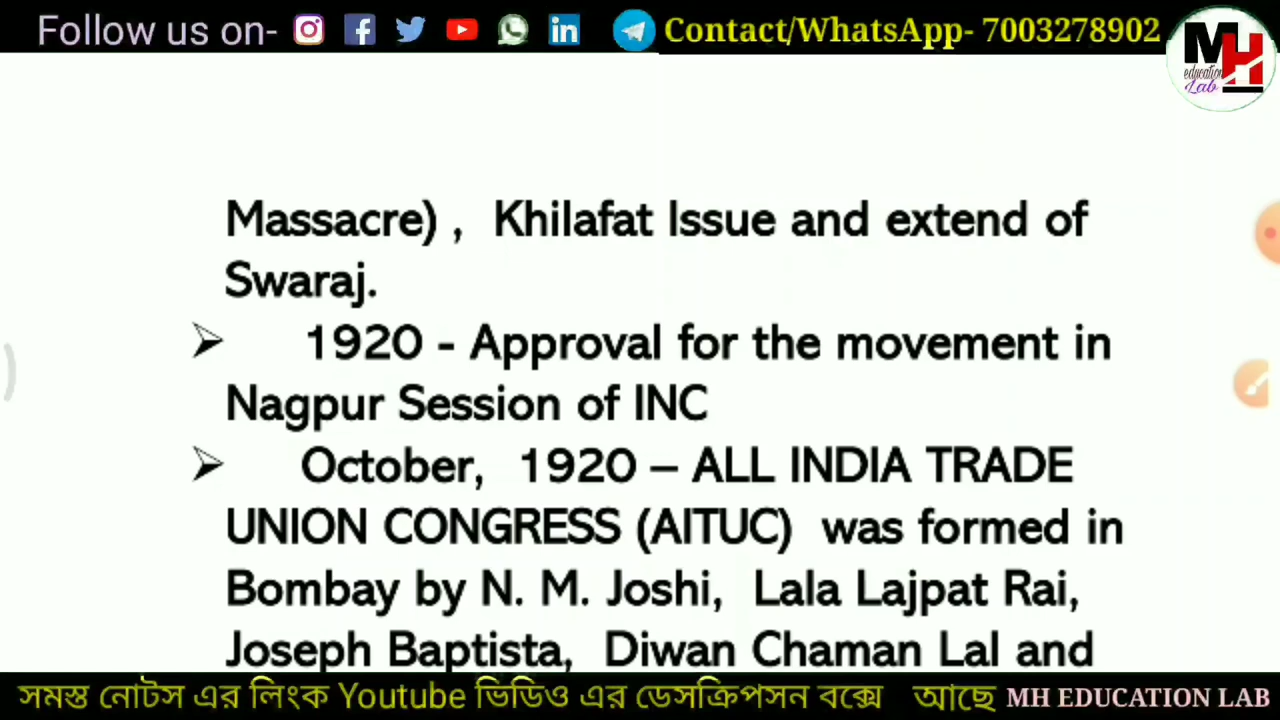 Follow us on- Contact/WhatsApp- 7003278902
MH
education
Lab
Massacre) , Khilafat Issue and extend of
Swaraj.
➢ 1920 - Approval for the movement in
Nagpur Session of INC
➢ October, 1920 – ALL INDIA TRADE
UNION CONGRESS (AITUC) was formed in
Bombay by N. M. Joshi, Lala Lajpat Rai,
Joseph Baptista, Diwan Chaman Lal and
সমস্ত নোটস এর লিংক Youtube ভিডিও এর ডেসক্রিপসন বক্সে আছে MH EDUCATION LAB